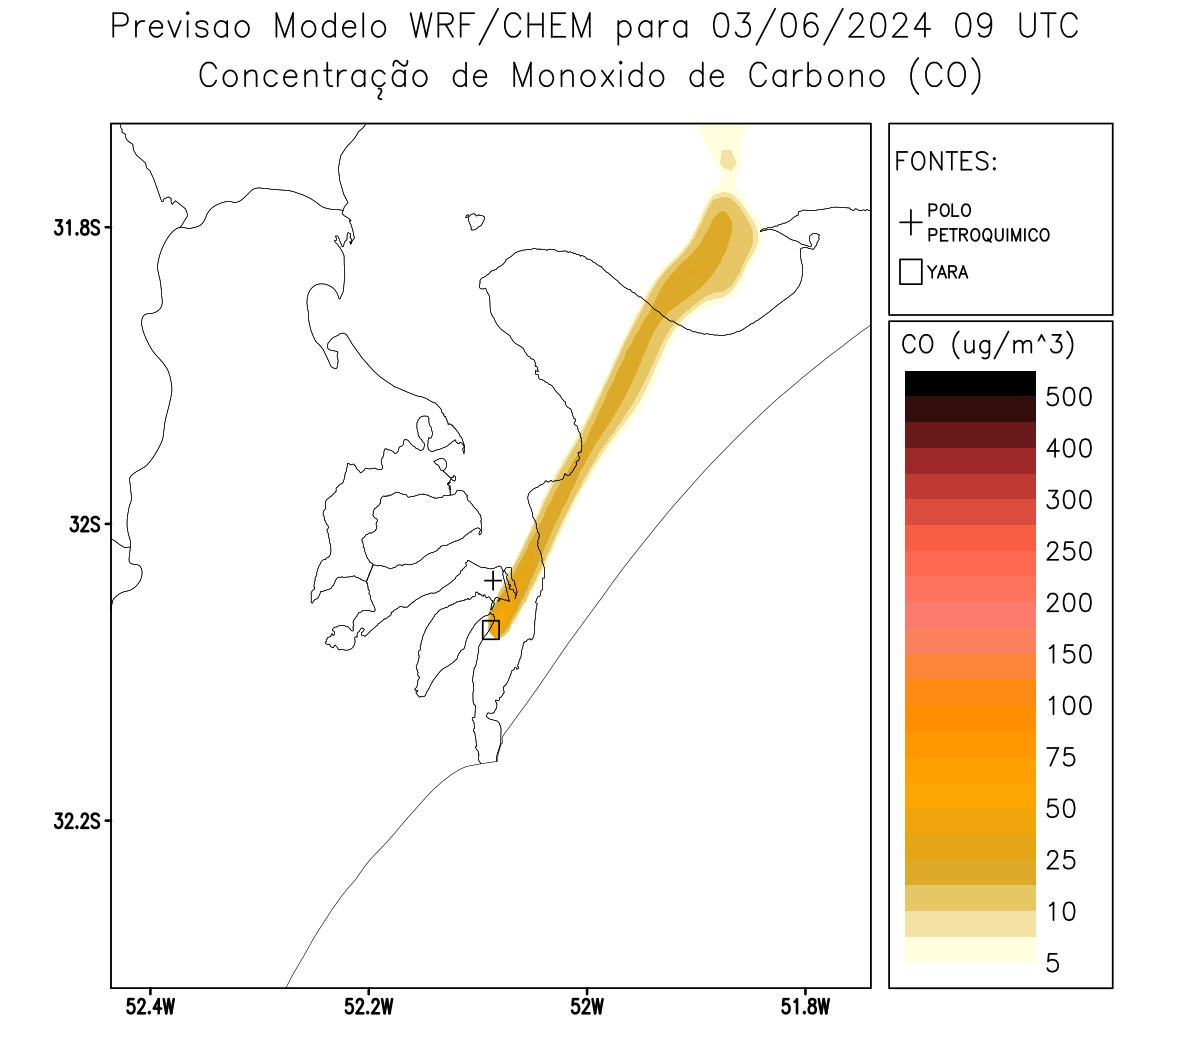 Previsao Modelo WRF/CHEM para 03/06/2024 09 UTC
Concentração de Monoxido de Carbono (CO)
FONTES:
POLO
PETROQUIMICO
YARA
CO (ug/m^3)
500
400
300
250
200
150
100
75
50
25
10
5
31.8S
32S
32.2S
52.4W
52.2W
52W
51.8W